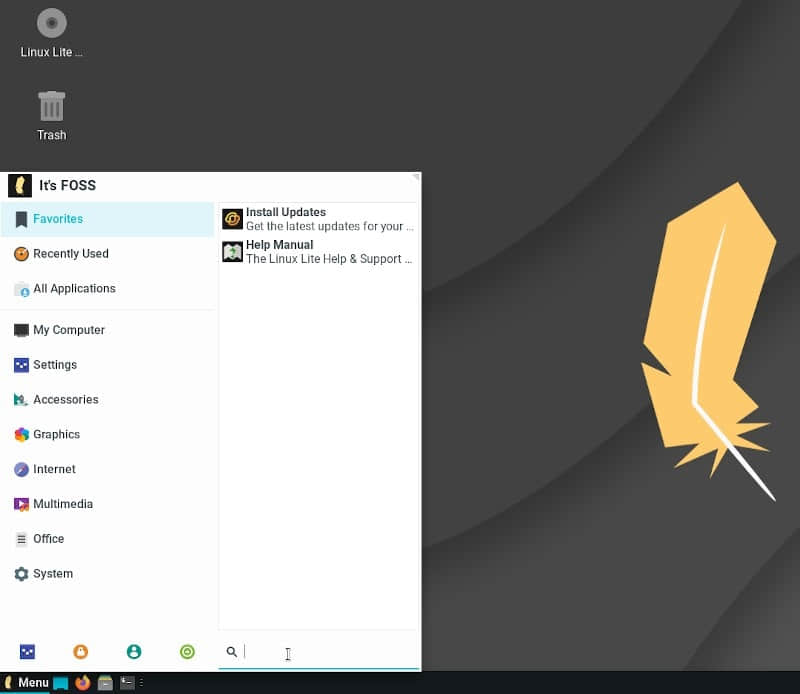 Linux Lite ...
Trash
It's FOSS
Favorites
Recently Used
All Applications
My Computer
Settings
Accessories
Graphics
Internet
Multimedia
Office
System
Install Updates
Get the latest updates for your ...
Help Manual
The Linux Lite Help & Support ...
Menu